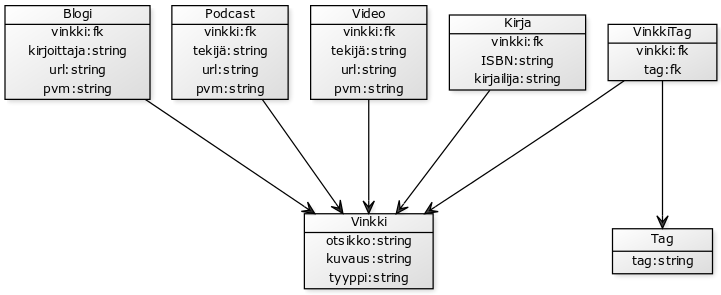 Blogi
vinkki:fk
kirjoittaja:string
url:string
pvm:string
Podcast
vinkki:fk
tekijä:string
url:string
pvm:string
Video
vinkki:fk
tekijä:string
url:string
pvm:string
Kirja
vinkki:fk
ISBN:string
kirjailija:string
VinkkiTag
vinkki:fk
tag:fk
Vinkki
otsikko:string
kuvaus:string
tyyppi:string
Tag
tag:string